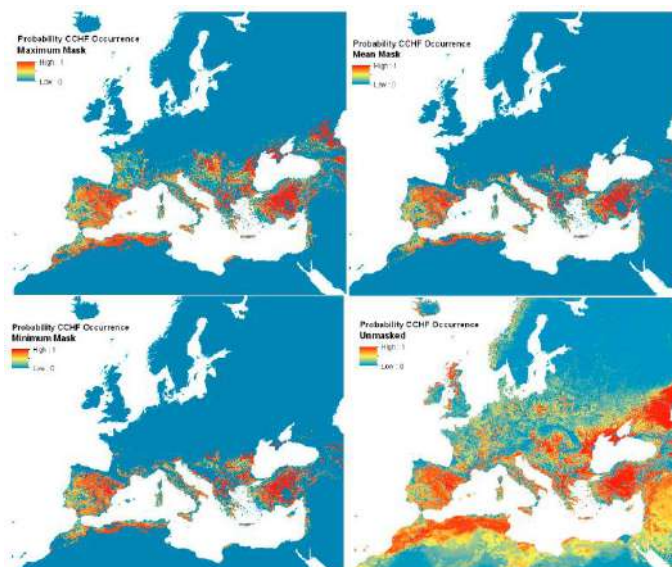 Probability CCHF Occurrence
Maximum Mask
High : 1
Low : 0
Probability CCHF Occurrence
Mean Mask
High : 1
Low : 0
Probability CCHF Occurrence
Minimum Mask
High : 1
Low : 0
Probability CCHF Occurrence
Unmasked
High : 1
Low : 0